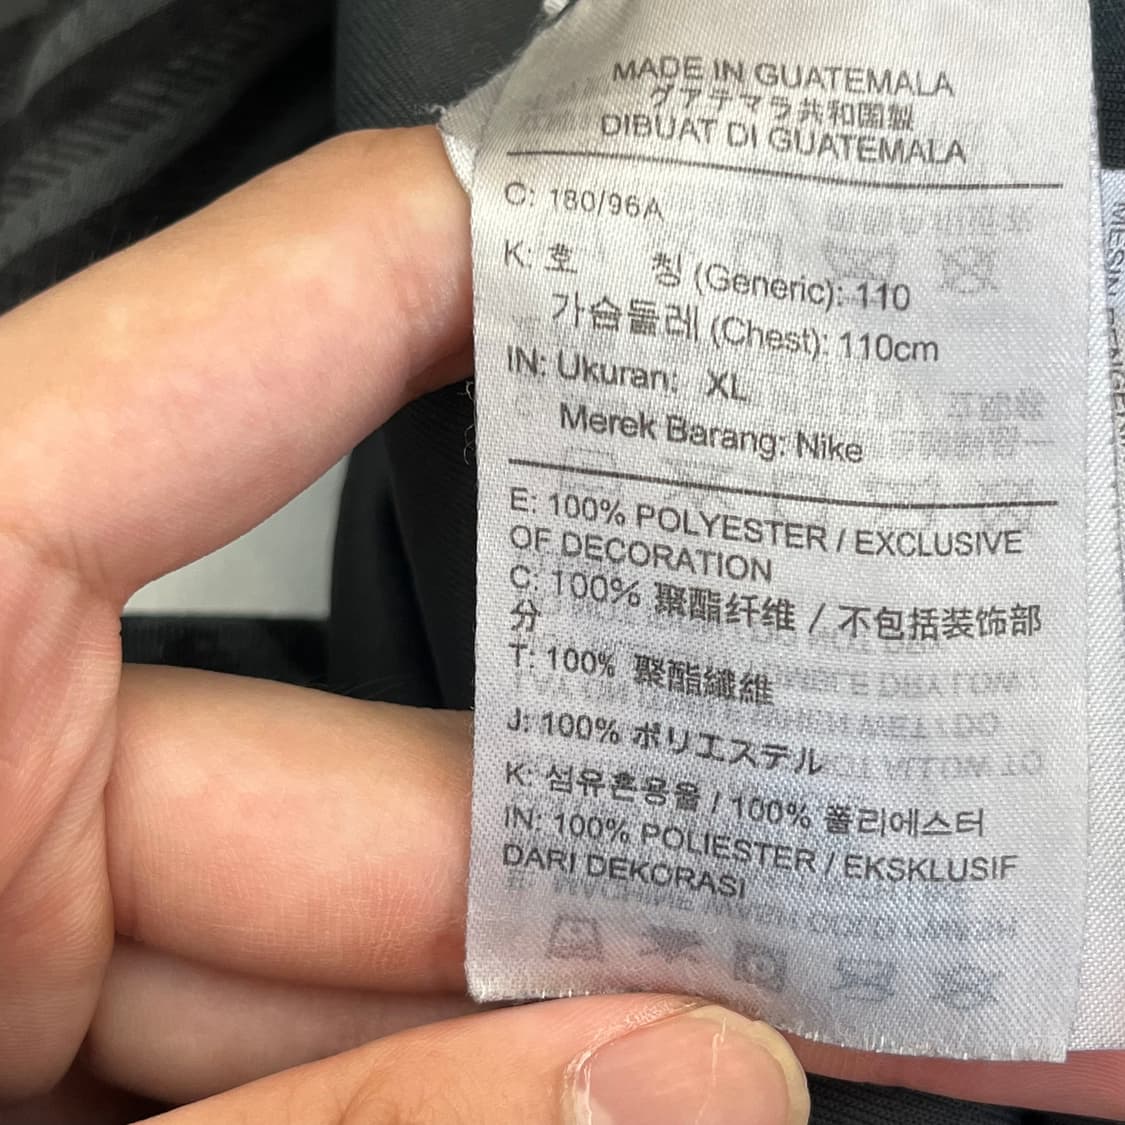 MADE IN GUATEMALA
グアテマラ共和国製
DIBUAT DI GUATEMALA
C: 180/96A
K: 호 칭 (Generic): 110
가슴둘레 (Chest): 110cm
IN: Ukuran: XL
Merek Barang: Nike
E: 100% POLYESTER / EXCLUSIVE
OF DECORATION
C: 100% 聚酯纤维 / 不包括装饰部
分
T: 100% 聚酯纖維
J: 100% ポリエステル
K: 섬유혼용율 / 100% 폴리에스터
IN: 100% POLIESTER / EKSKLUSIF
DARI DEKORASI